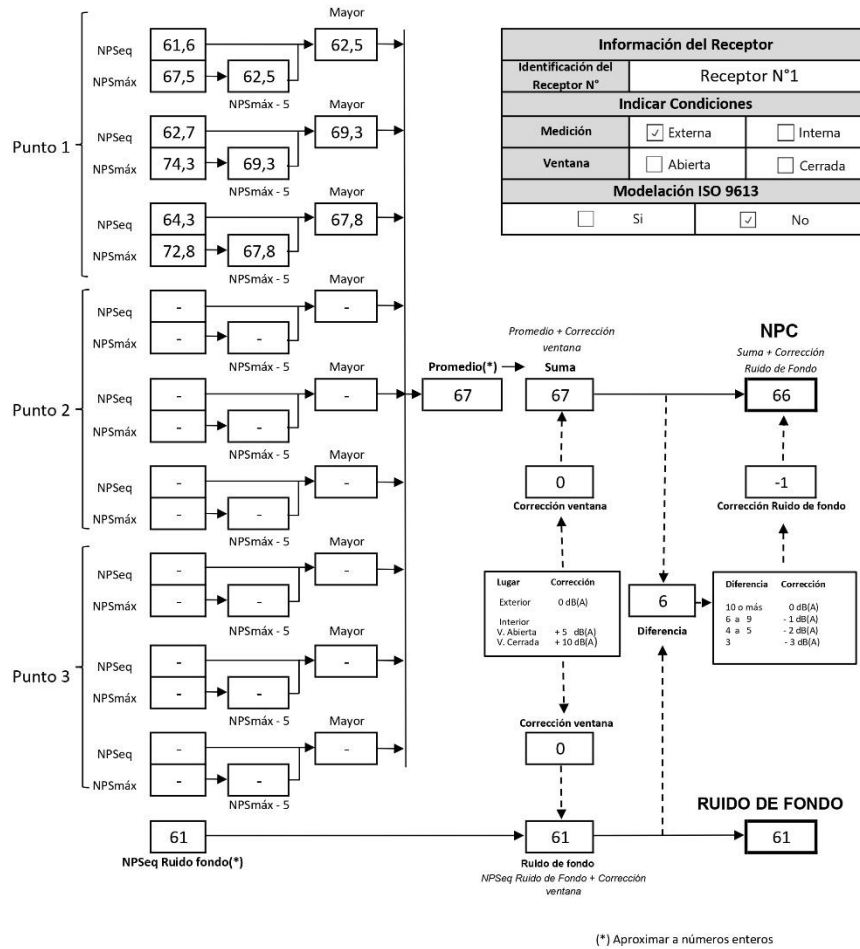 Información del Receptor
Identificación del Receptor N° Receptor N°1
Indicar Condiciones
Medición ✓ Externa Interna
Ventana Abierta Cerrada
Modelación ISO 9613
Si ✓ No
Punto 1
Mayor
NPSeq 61,6 62,5
NPSmáx 67,5 62,5
NPSmáx - 5
Mayor
NPSeq 62,7 69,3
NPSmáx 74,3 69,3
NPSmáx - 5
Mayor
NPSeq 64,3 67,8
NPSmáx 72,8 67,8
NPSmáx - 5
Punto 2
Mayor
NPSeq - -
NPSmáx - -
NPSmáx - 5
Mayor
NPSeq - -
NPSmáx - -
NPSmáx - 5
Mayor
NPSeq - -
NPSmáx - -
NPSmáx - 5
Punto 3
Mayor
NPSeq - -
NPSmáx - -
NPSmáx - 5
Mayor
NPSeq - -
NPSmáx - -
NPSmáx - 5
Mayor
NPSeq - -
NPSmáx - -
NPSmáx - 5
Promedio(*)
67
Promedio + Corrección
ventana
Suma
67
0
Corrección ventana
Lugar Corrección
Exterior 0 dB(A)
Interior
V. Abierta + 5 dB(A)
V. Cerrada + 10 dB(A)
Corrección ventana
0
NPC
Suma + Corrección
Ruido de Fondo
66
-1
Corrección Ruido de fondo
6
Diferencia
Diferencia Corrección
10 o más 0 dB(A)
6 a 9 - 1 dB(A)
4 a 5 - 2 dB(A)
3 - 3 dB(A)
61
NPSeq Ruido fondo(*)
61
Ruido de fondo
NPSeq Ruido de Fondo + Corrección
ventana
RUIDO DE FONDO
61
(*) Aproximar a números enteros